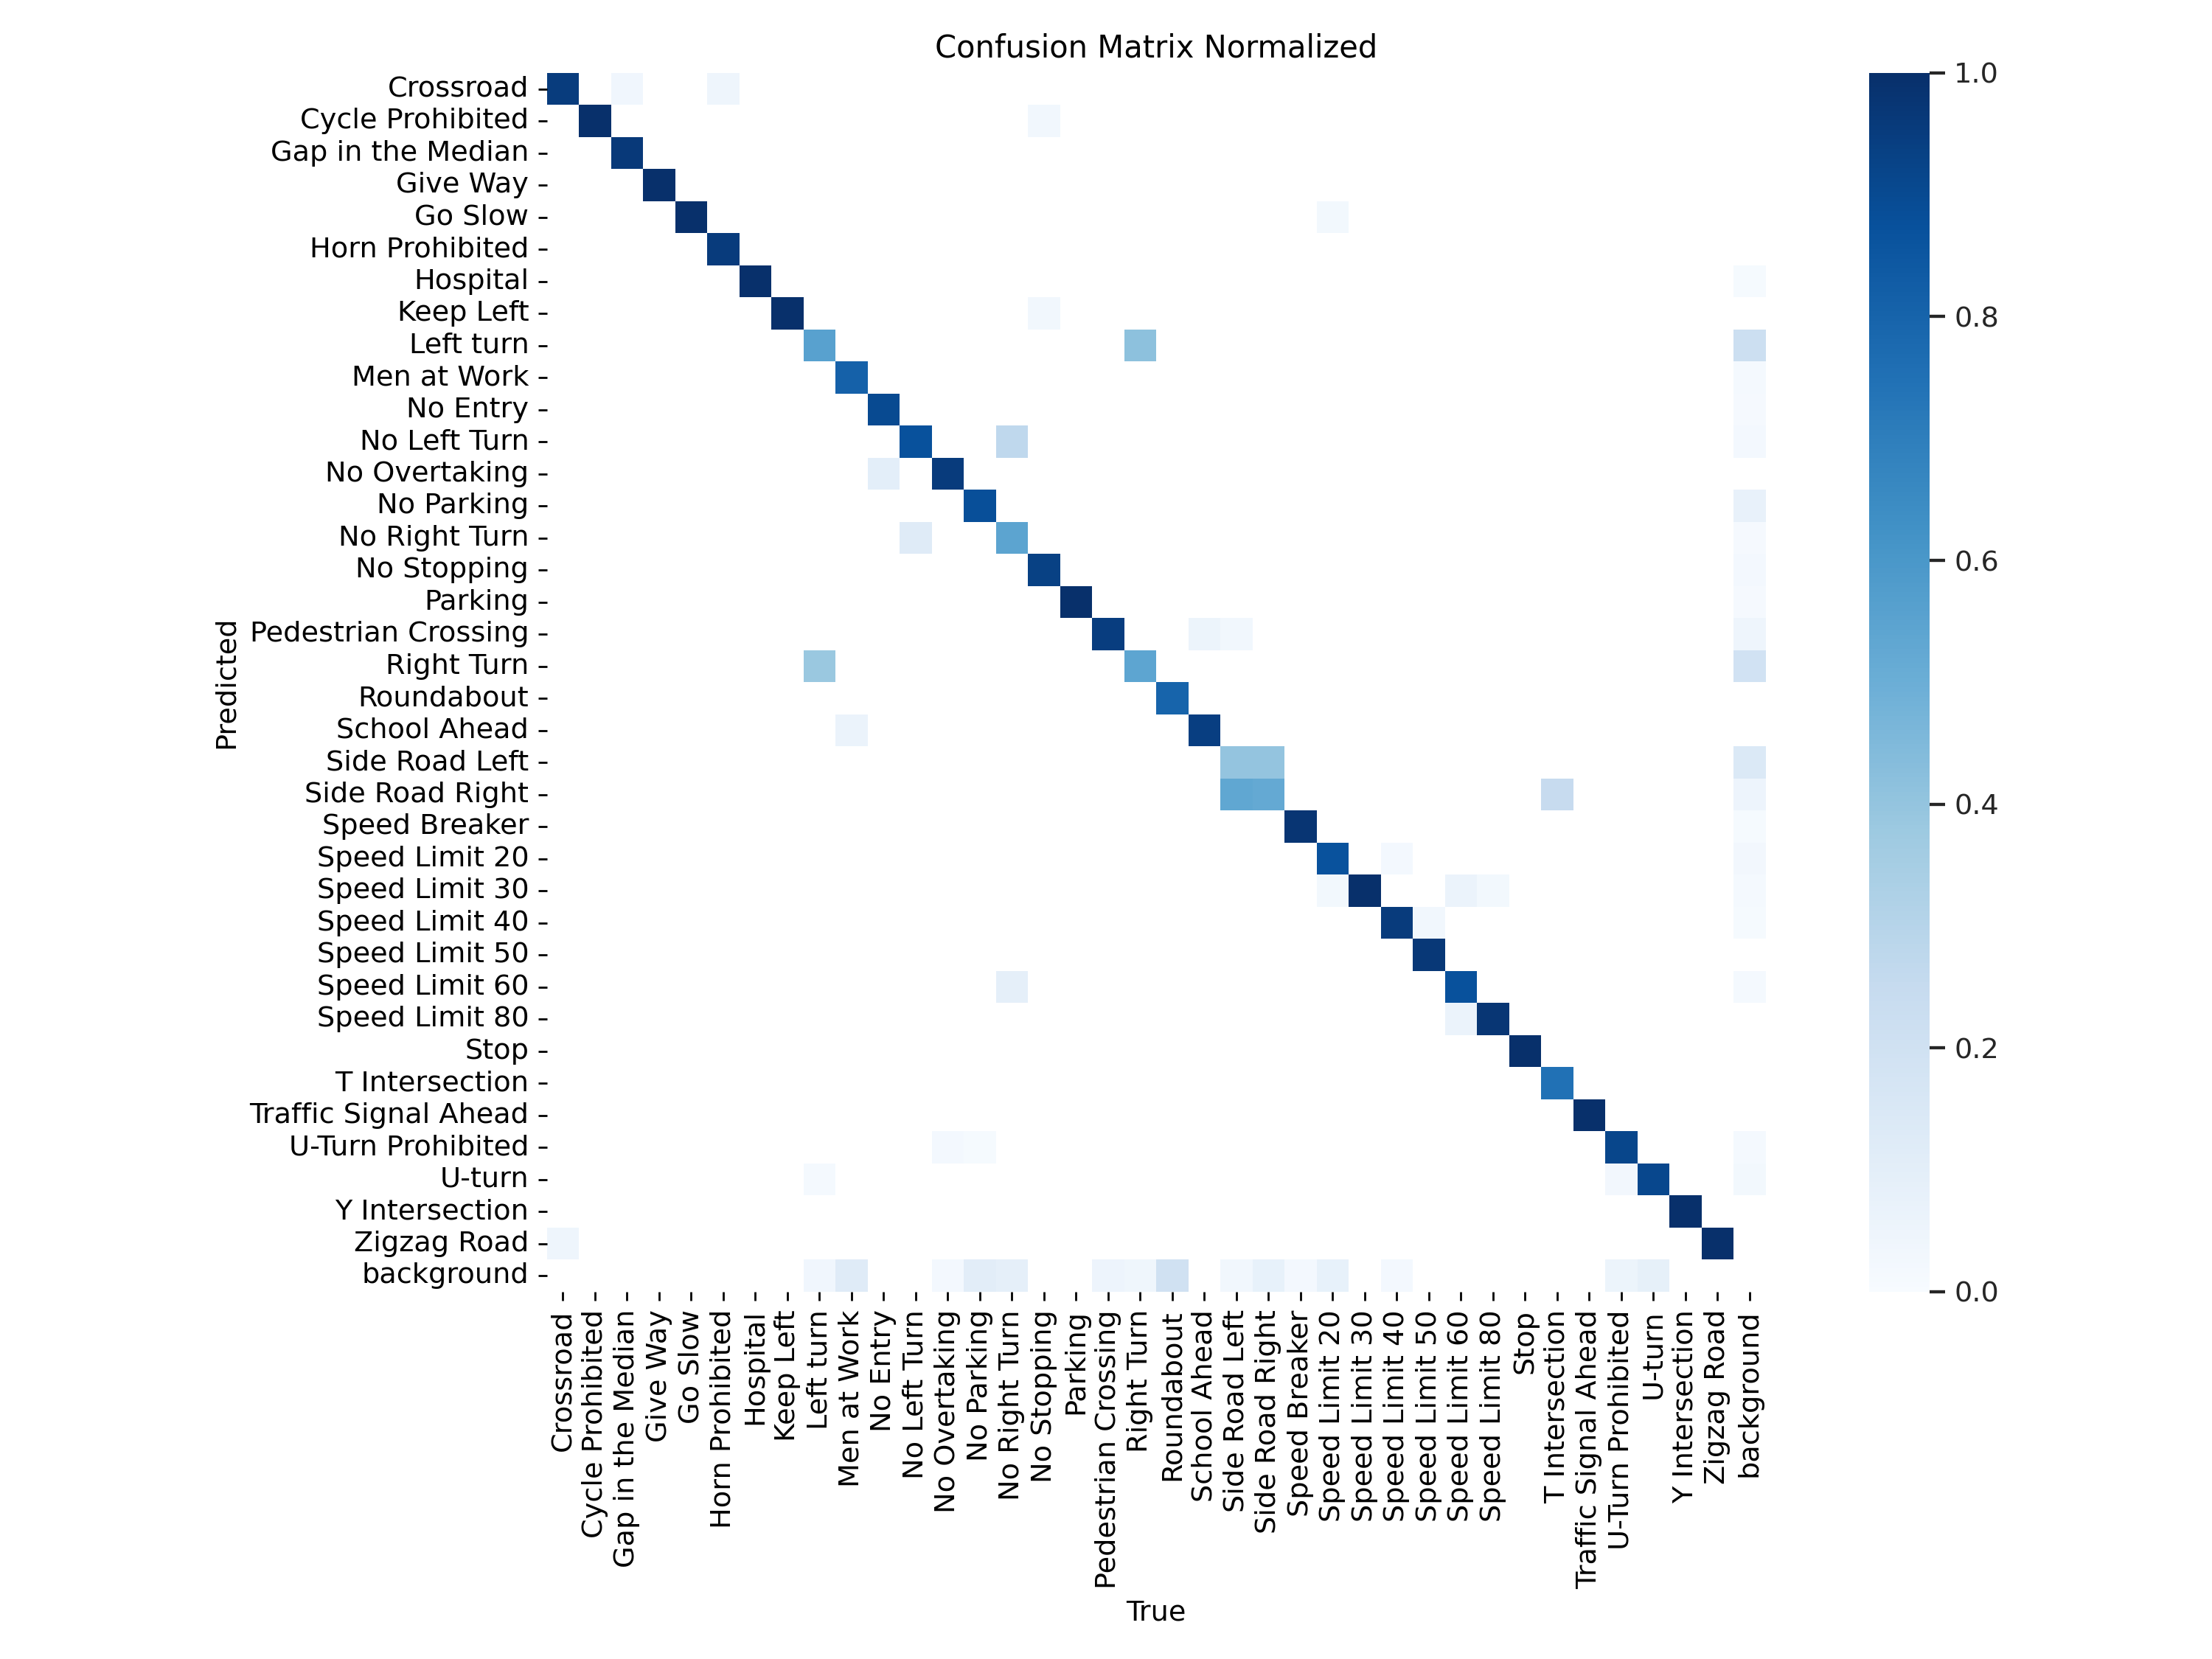 Confusion Matrix Normalized
Crossroad
Cycle Prohibited
Gap in the Median
Give Way
Go Slow
Horn Prohibited
Hospital
Keep Left
Left turn
Men at Work
No Entry
No Left Turn
No Overtaking
No Parking
No Right Turn
No Stopping
Parking
Pedestrian Crossing
Right Turn
Roundabout
School Ahead
Side Road Left
Side Road Right
Speed Breaker
Speed Limit 20
Speed Limit 30
Speed Limit 40
Speed Limit 50
Speed Limit 60
Speed Limit 80
Stop
T Intersection
Traffic Signal Ahead
U-Turn Prohibited
U-turn
Y Intersection
Zigzag Road
background
Predicted
Crossroad
Cycle Prohibited
Gap in the Median
Give Way
Go Slow
Horn Prohibited
Hospital
Keep Left
Left turn
Men at Work
No Entry
No Left Turn
No Overtaking
No Parking
No Right Turn
No Stopping
Parking
Pedestrian Crossing
Right Turn
Roundabout
School Ahead
Side Road Left
Side Road Right
Speed Breaker
Speed Limit 20
Speed Limit 30
Speed Limit 40
Speed Limit 50
Speed Limit 60
Speed Limit 80
Stop
T Intersection
Traffic Signal Ahead
U-Turn Prohibited
U-turn
Y Intersection
Zigzag Road
background
True
1.0
0.8
0.6
0.4
0.2
0.0